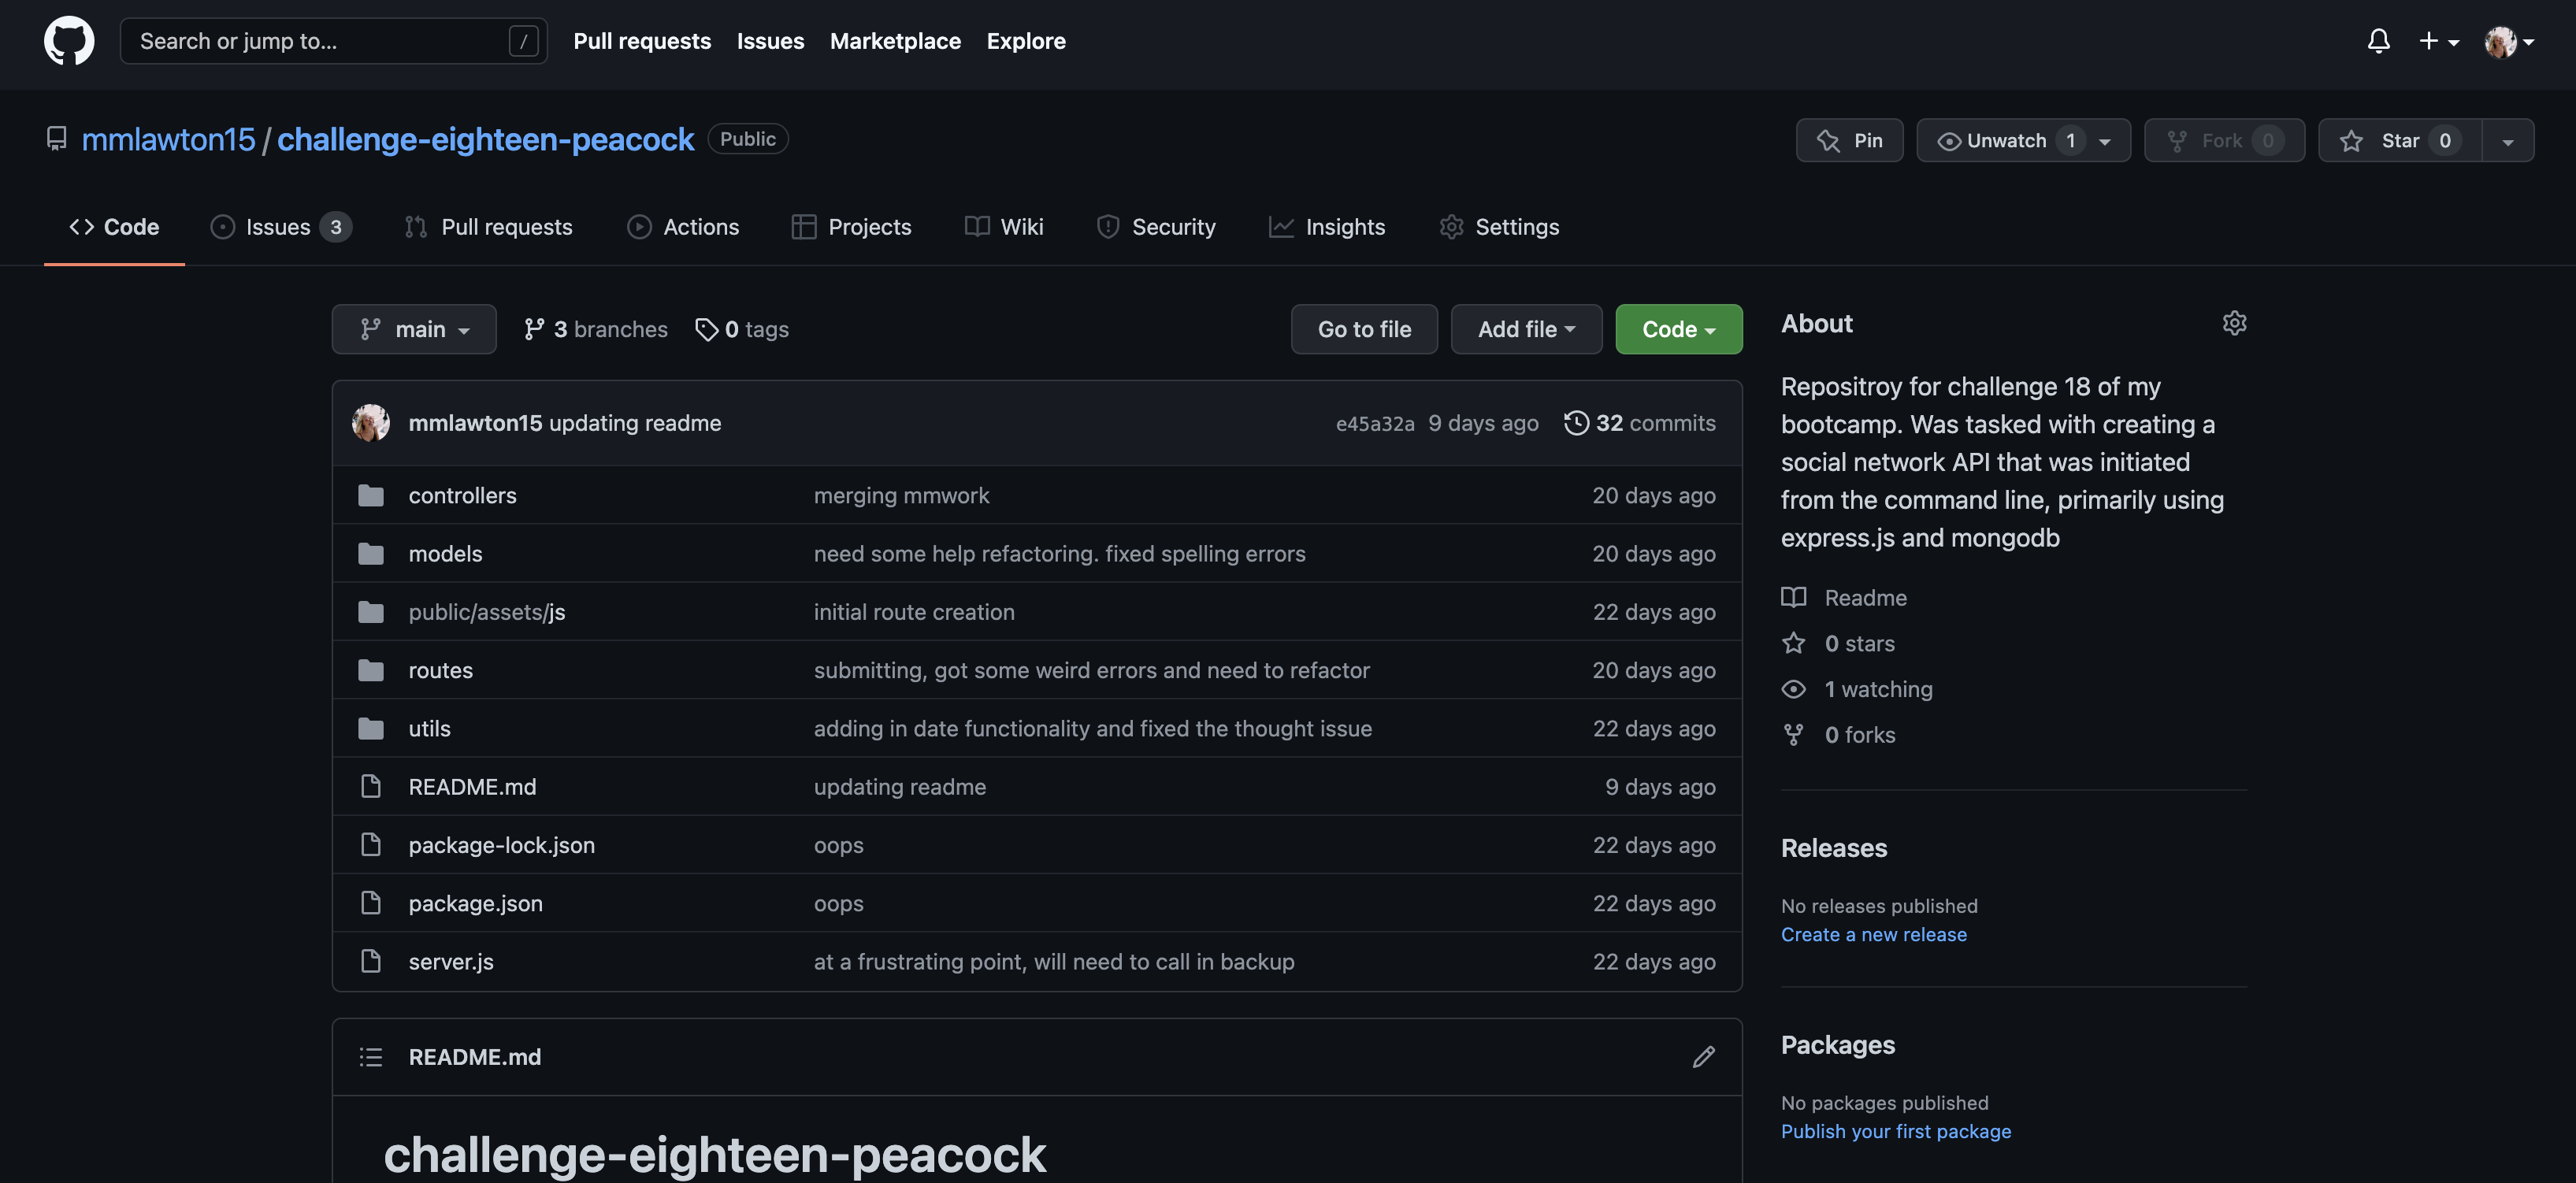 Search or jump to... / Pull requests Issues Marketplace Explore
mmlawton15 / challenge-eighteen-peacock Public Pin Unwatch 1 Fork 0 Star 0
Code Issues 3 Pull requests Actions Projects Wiki Security Insights Settings
main 3 branches 0 tags Go to file Add file Code
mmlawton15 updating readme e45a32a 9 days ago 32 commits
controllers merging mmwork 20 days ago
models need some help refactoring. fixed spelling errors 20 days ago
public/assets/js initial route creation 22 days ago
routes submitting, got some weird errors and need to refactor 20 days ago
utils adding in date functionality and fixed the thought issue 22 days ago
README.md updating readme 9 days ago
package-lock.json oops 22 days ago
package.json oops 22 days ago
server.js at a frustrating point, will need to call in backup 22 days ago
README.md
challenge-eighteen-peacock
About
Repositroy for challenge 18 of my
bootcamp. Was tasked with creating a
social network API that was initiated
from the command line, primarily using
express.js and mongodb
Readme
0 stars
1 watching
0 forks
Releases
No releases published
Create a new release
Packages
No packages published
Publish your first package